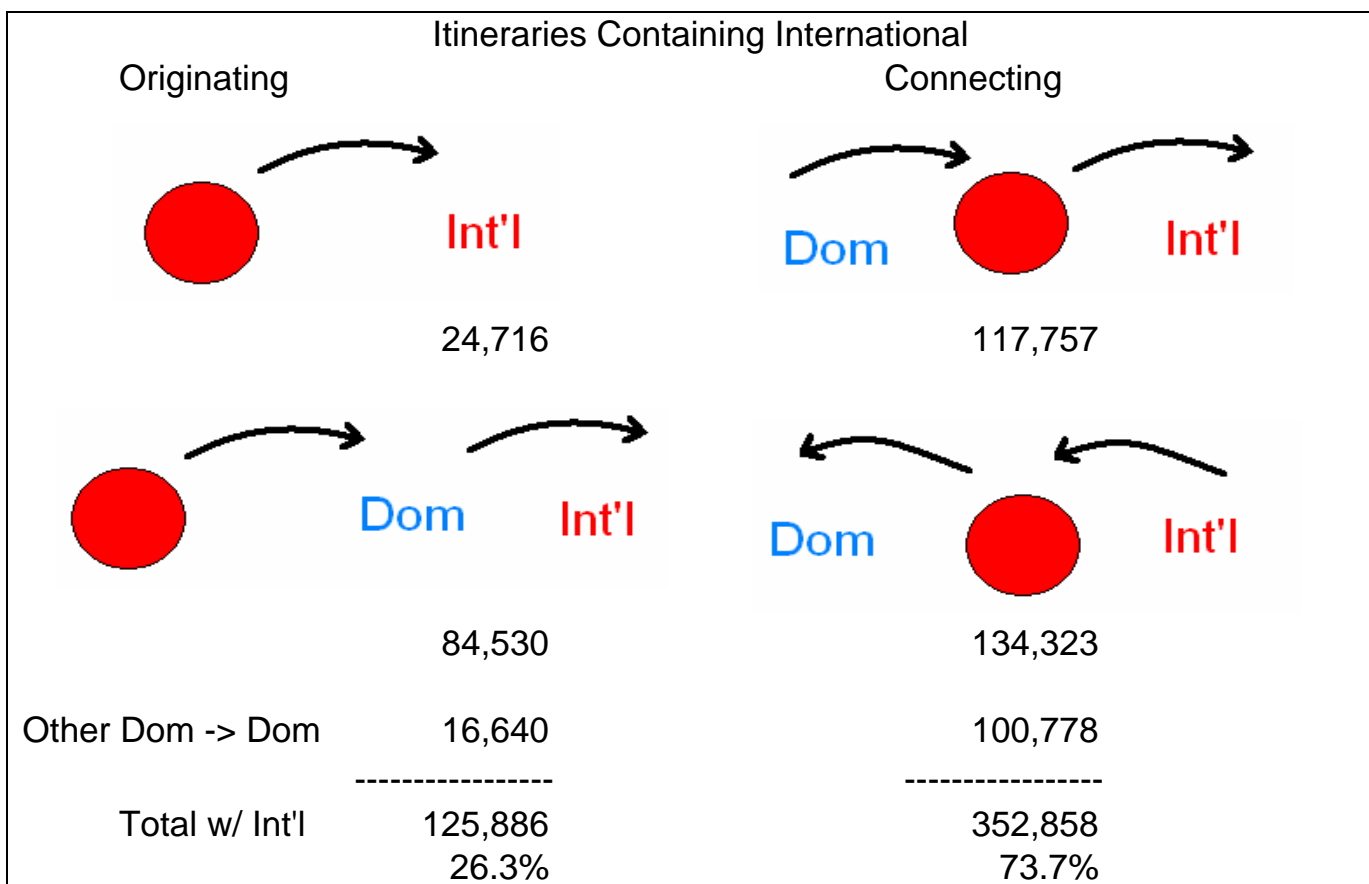 Itineraries Containing International
Originating Connecting
Int'l Dom Int'l
24,716 117,757
Dom Int'l Dom Int'l
84,530 134,323
Other Dom -> Dom 16,640 100,778
----------------- -----------------
Total w/ Int'l 125,886 352,858
26.3% 73.7%